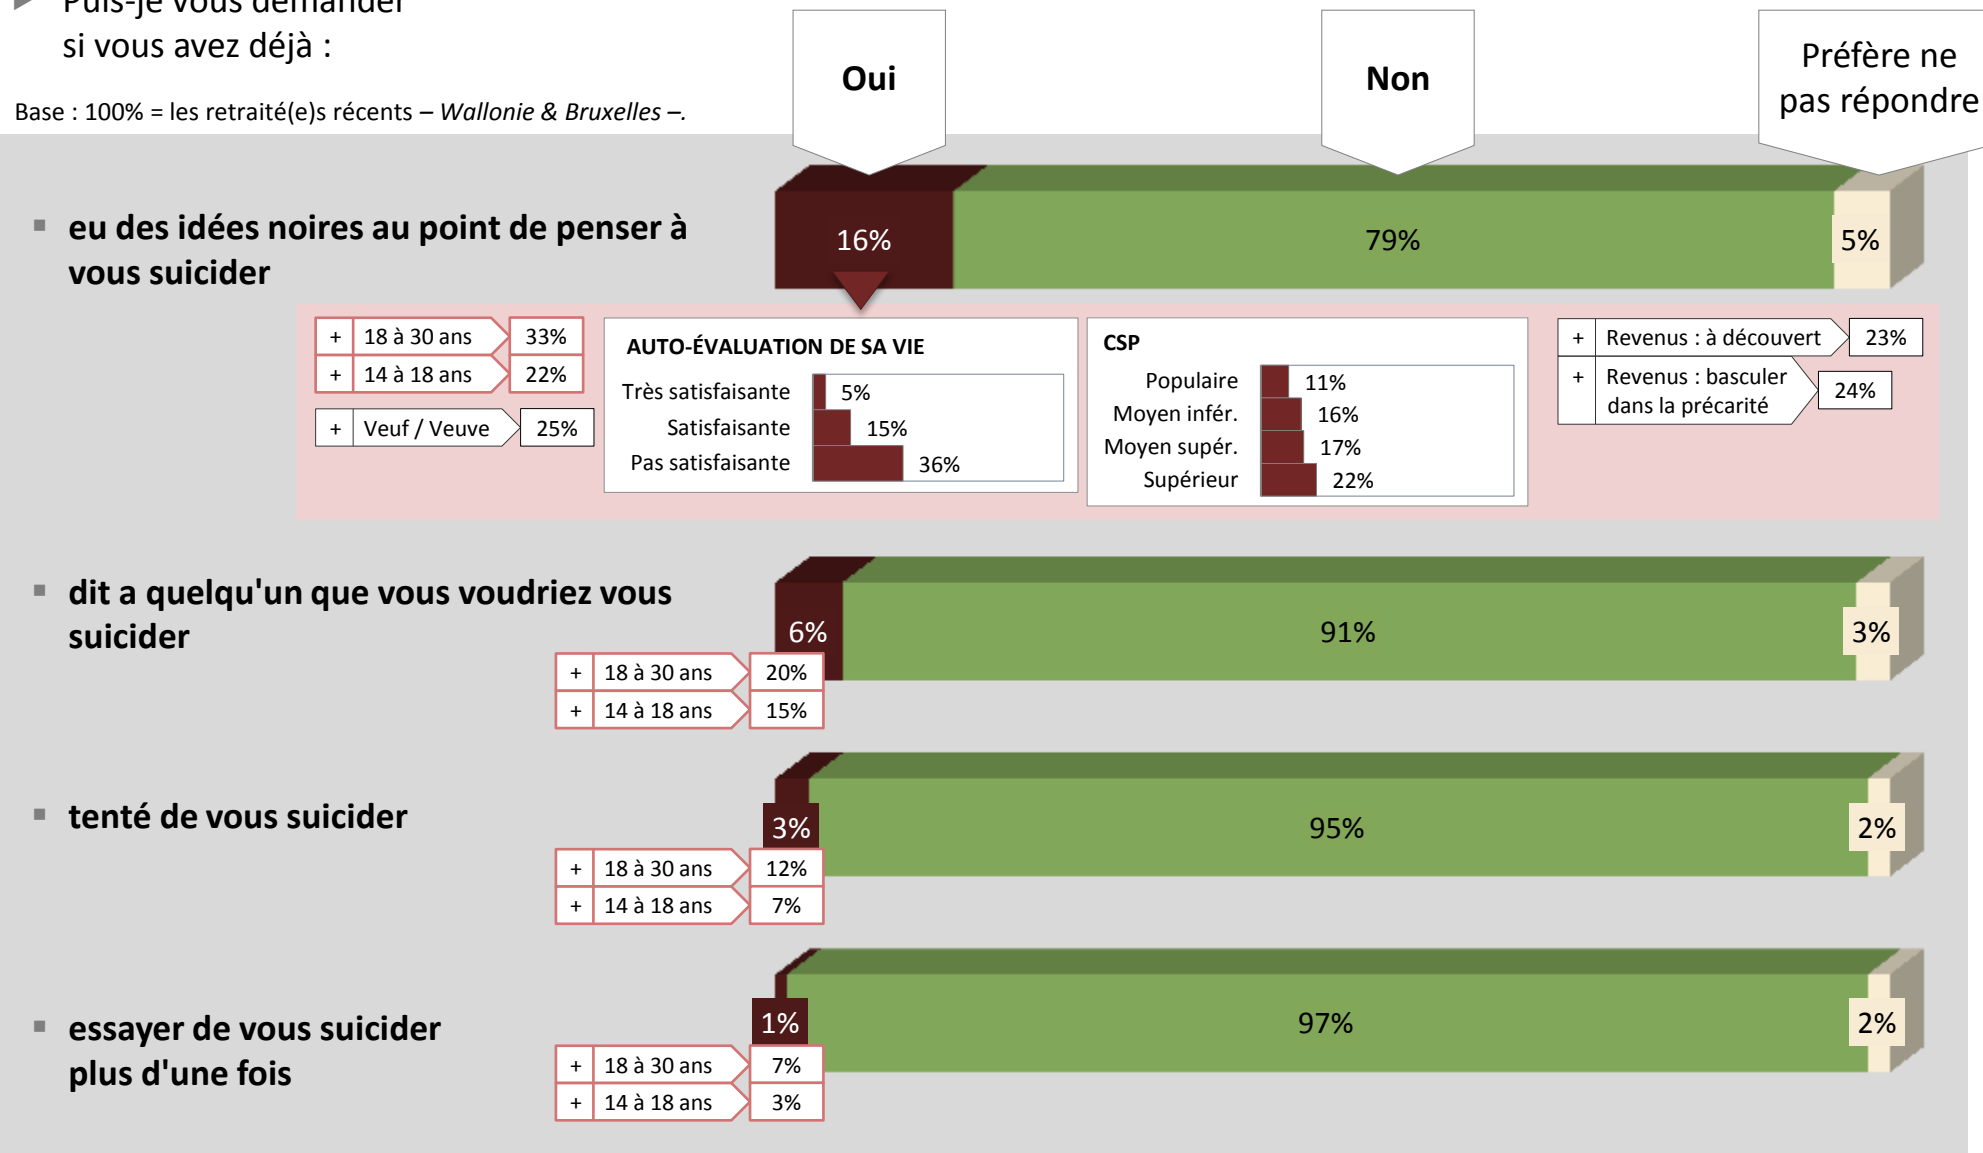 Puis-je vous demander
si vous avez déjà :
Base : 100% = les retraité(e)s récents – Wallonie & Bruxelles –.
Oui
Non
Préfère ne
pas répondre
eu des idées noires au point de penser à
vous suicider
16%
79%
5%
+ 18 à 30 ans 33%
+ 14 à 18 ans 22%
+ Veuf / Veuve 25%
AUTO-ÉVALUATION DE SA VIE
Très satisfaisante 5%
Satisfaisante 15%
Pas satisfaisante 36%
CSP
Populaire 11%
Moyen infér. 16%
Moyen supér. 17%
Supérieur 22%
+ Revenus : à découvert 23%
+ Revenus : basculer
dans la précarité 24%
dit a quelqu'un que vous voudriez vous
suicider
6%
91%
3%
+ 18 à 30 ans 20%
+ 14 à 18 ans 15%
tenté de vous suicider
3%
95%
2%
+ 18 à 30 ans 12%
+ 14 à 18 ans 7%
essayer de vous suicider
plus d'une fois
1%
97%
2%
+ 18 à 30 ans 7%
+ 14 à 18 ans 3%